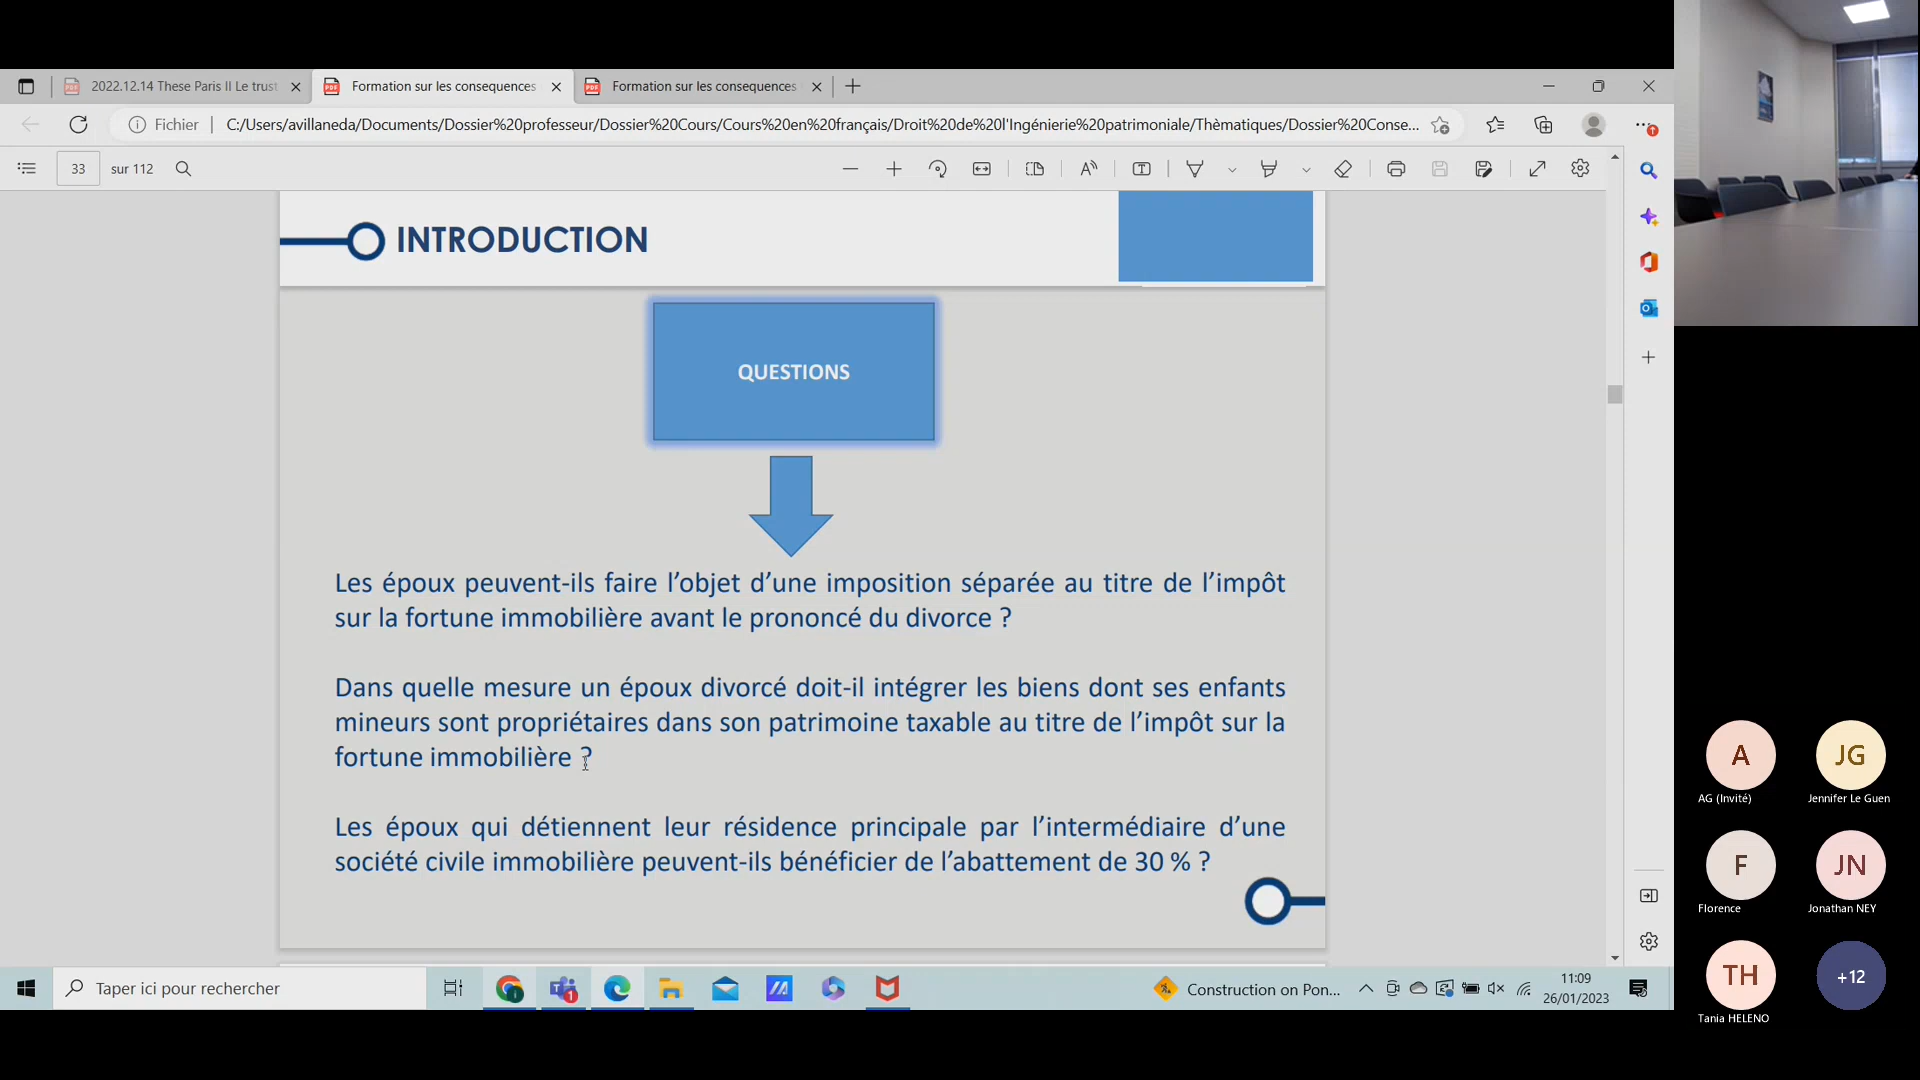 2022.12.14 These Paris II Le trust
Formation sur les consequences
Formation sur les consequences
Fichier
C:/Users/avillaneda/Documents/Dossier%20professeur/Dossier%20Cours/Cours%20en%20français/Droit%20de%20l'Ingénierie%20patrimoniale/Thèmatiques/Dossier%20Conse...
33 sur 112
INTRODUCTION
QUESTIONS
Les époux peuvent-ils faire l’objet d’une imposition séparée au titre de l’impôt
sur la fortune immobilière avant le prononcé du divorce ?
Dans quelle mesure un époux divorcé doit-il intégrer les biens dont ses enfants
mineurs sont propriétaires dans son patrimoine taxable au titre de l’impôt sur la
fortune immobilière ?
Les époux qui détiennent leur résidence principale par l’intermédiaire d’une
société civile immobilière peuvent-ils bénéficier de l’abattement de 30 % ?
A
AG (Invité)
JG
Jennifer Le Guen
F
Florence
JN
Jonathan NEY
TH
Tania HELENO
+12
Taper ici pour rechercher
1
Construction on Pon...
11:09
26/01/2023